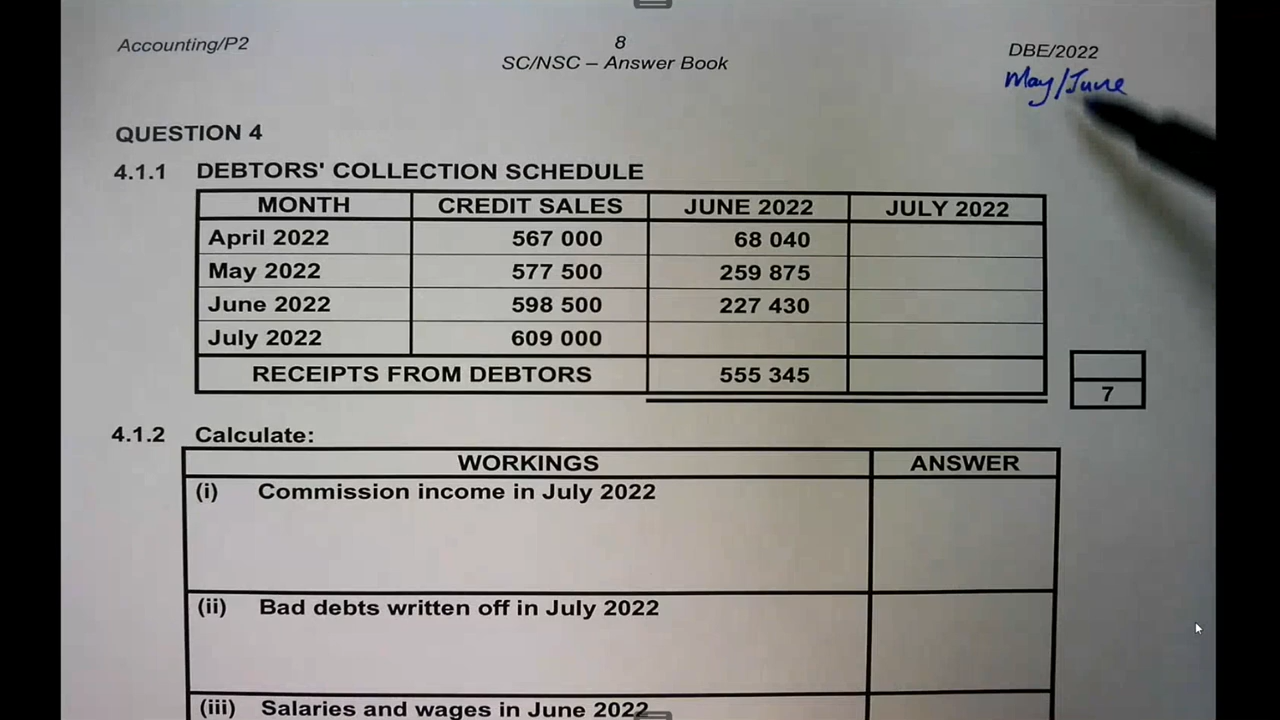 Accounting/P2 8 DBE/2022
SC/NSC – Answer Book
May/June
QUESTION 4
4.1.1 DEBTORS' COLLECTION SCHEDULE
MONTH CREDIT SALES JUNE 2022 JULY 2022
April 2022 567 000 68 040
May 2022 577 500 259 875
June 2022 598 500 227 430
July 2022 609 000
RECEIPTS FROM DEBTORS 555 345
7
4.1.2 Calculate:
WORKINGS ANSWER
(i) Commission income in July 2022
(ii) Bad debts written off in July 2022
(iii) Salaries and wages in June 2022